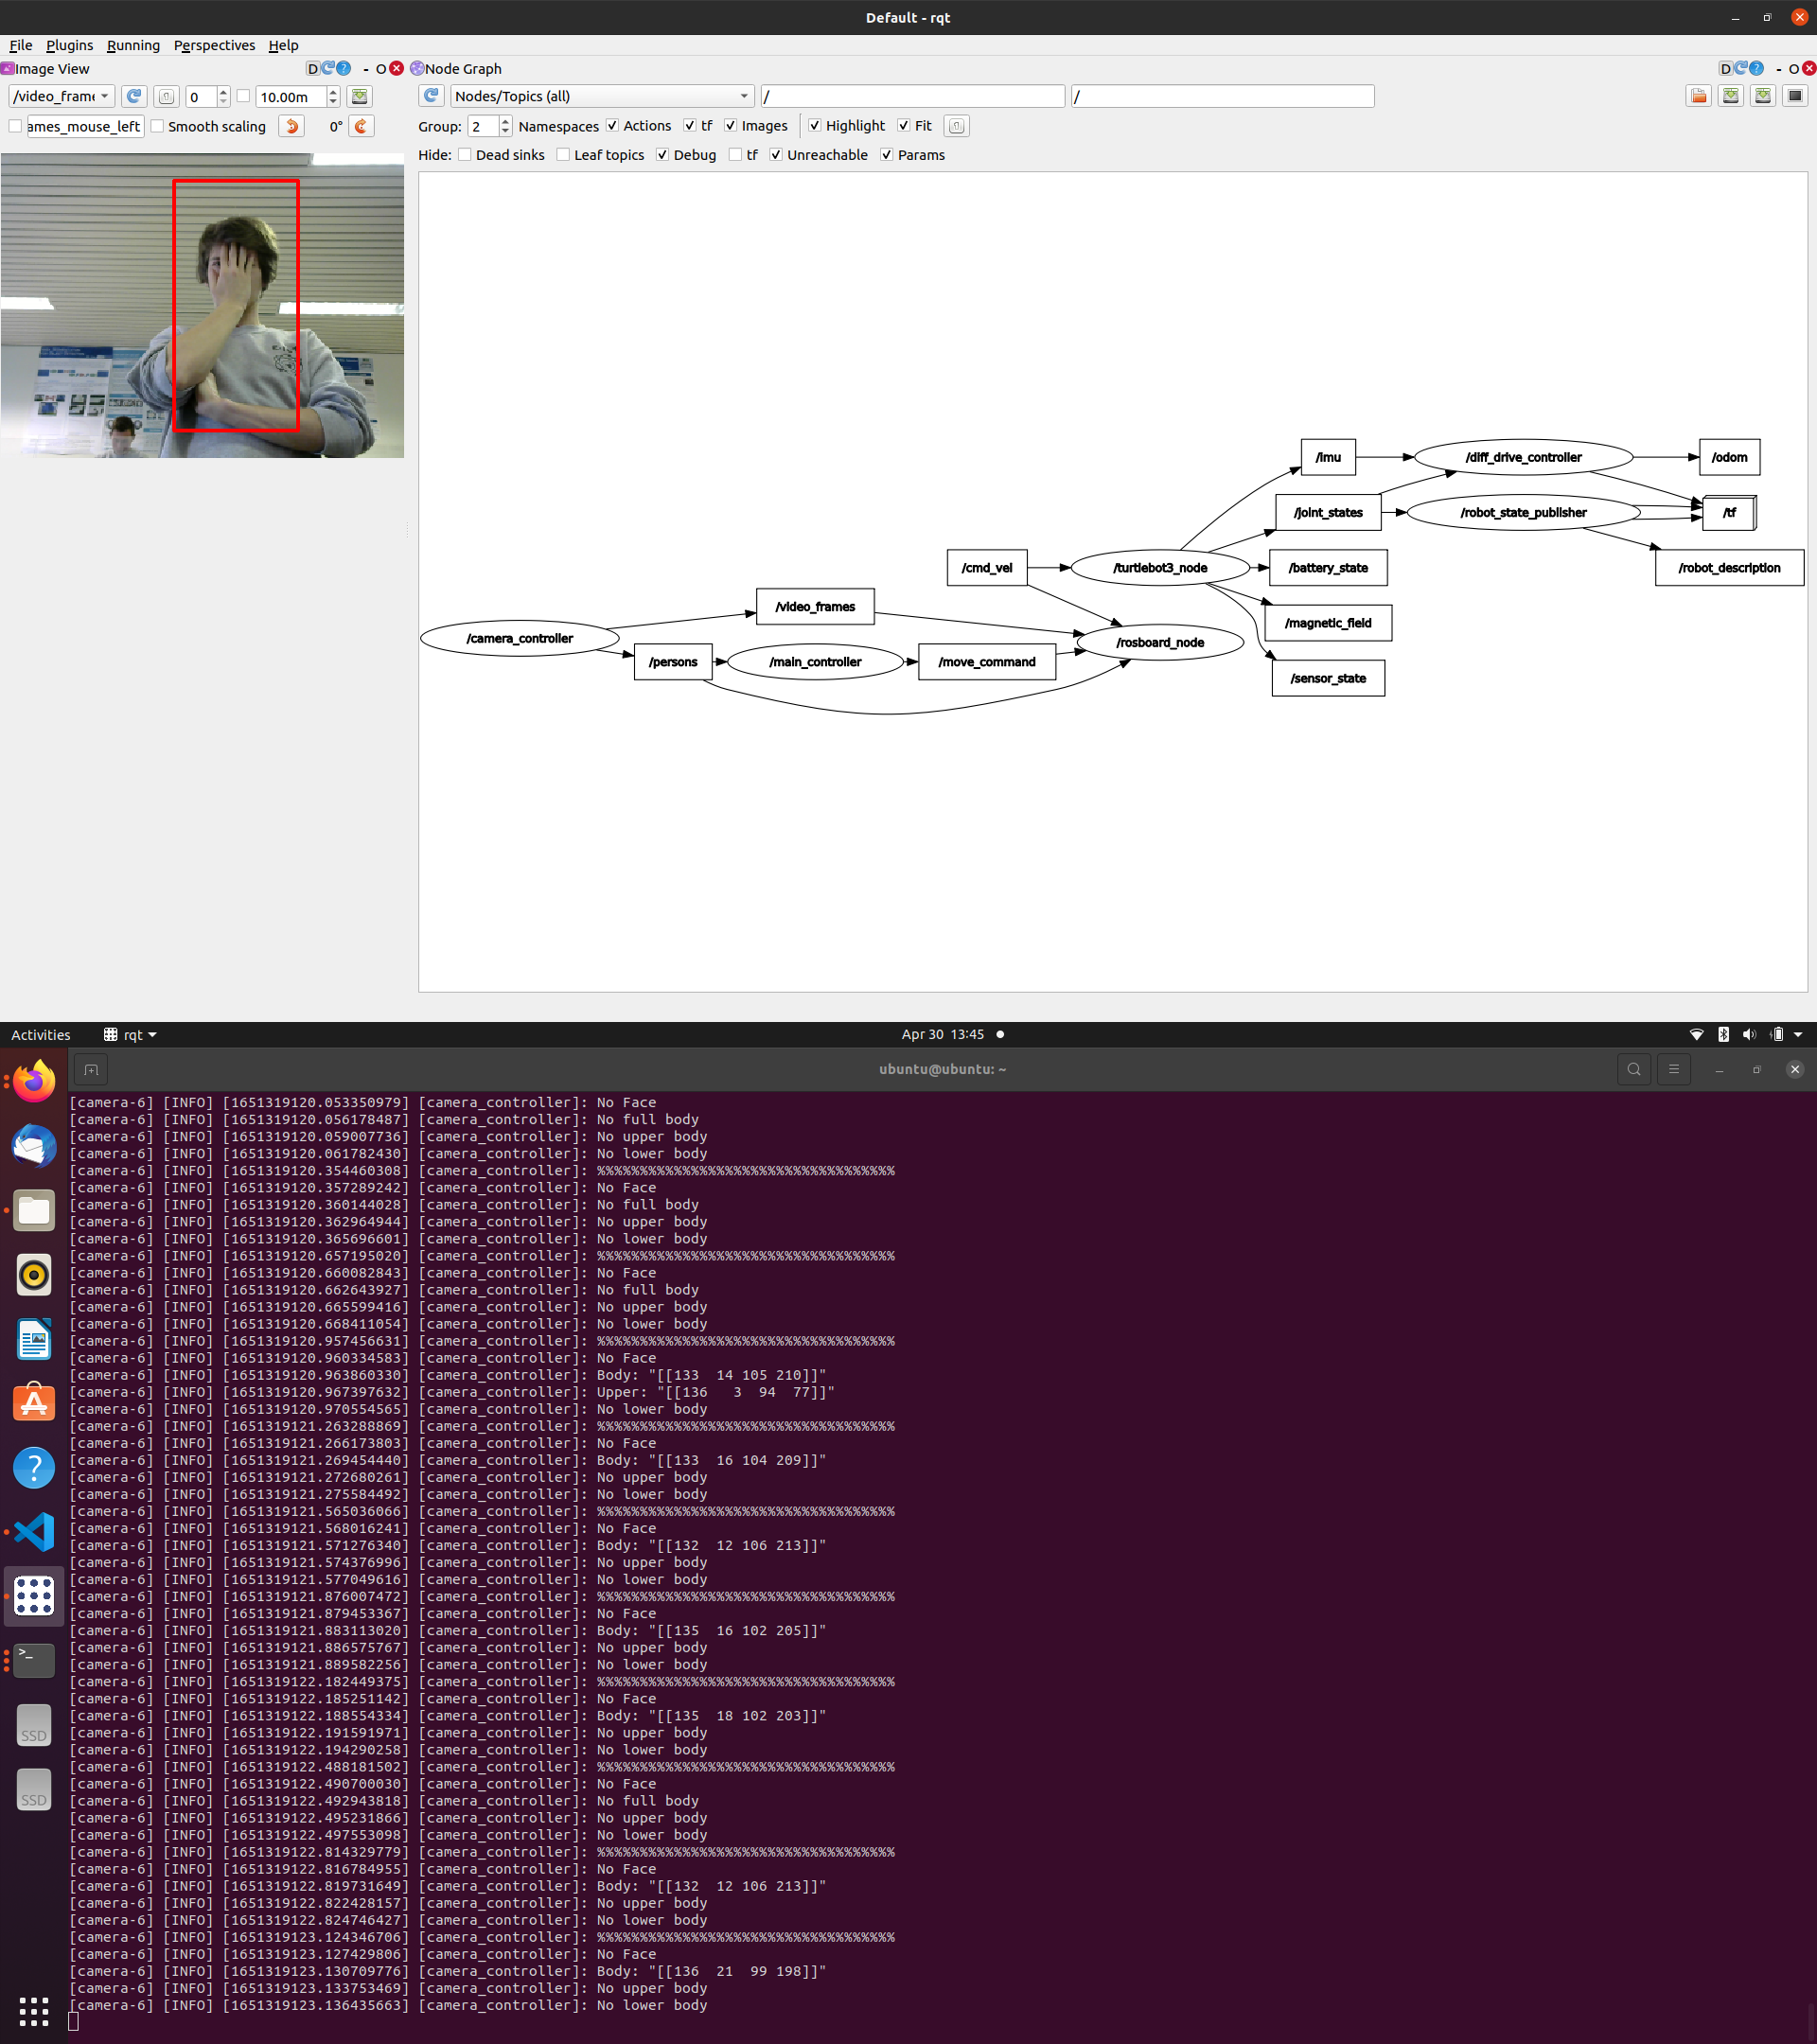 Default - rqt
File Plugins Running Perspectives Help
Image View D - O Node Graph D - O
/video_fram 0 10.00m Nodes/Topics (all) / /
ames_mouse_left Smooth scaling 0° Group: 2 Namespaces Actions tf Images Highlight Fit
Hide: Dead sinks Leaf topics Debug tf Unreachable Params
/imu /diff_drive_controller /odom
/joint_states /robot_state_publisher /tf
/cmd_vel /turtlebot3_node /battery_state /robot_description
/video_frames /magnetic_field
/camera_controller /rosboard_node
/persons /main_controller /move_command
/sensor_state
Activities rqt Apr 30 13:45
ubuntu@ubuntu: ~
[camera-6] [INFO] [1651319120.053350979] [camera_controller]: No Face
[camera-6] [INFO] [1651319120.056178487] [camera_controller]: No full body
[camera-6] [INFO] [1651319120.059007736] [camera_controller]: No upper body
[camera-6] [INFO] [1651319120.061782430] [camera_controller]: No lower body
[camera-6] [INFO] [1651319120.354460308] [camera_controller]: %%%%%%%%%%%%%%%%%%%%%%%%%%%%%%%%%%%
[camera-6] [INFO] [1651319120.357289242] [camera_controller]: No Face
[camera-6] [INFO] [1651319120.360144028] [camera_controller]: No full body
[camera-6] [INFO] [1651319120.362964944] [camera_controller]: No upper body
[camera-6] [INFO] [1651319120.365696601] [camera_controller]: No lower body
[camera-6] [INFO] [1651319120.657195020] [camera_controller]: %%%%%%%%%%%%%%%%%%%%%%%%%%%%%%%%%%%
[camera-6] [INFO] [1651319120.660082843] [camera_controller]: No Face
[camera-6] [INFO] [1651319120.662643927] [camera_controller]: No full body
[camera-6] [INFO] [1651319120.665599416] [camera_controller]: No upper body
[camera-6] [INFO] [1651319120.668411054] [camera_controller]: No lower body
[camera-6] [INFO] [1651319120.957456631] [camera_controller]: %%%%%%%%%%%%%%%%%%%%%%%%%%%%%%%%%%%
[camera-6] [INFO] [1651319120.960334583] [camera_controller]: No Face
[camera-6] [INFO] [1651319120.963860330] [camera_controller]: Body: "[[133  14 105 210]]"
[camera-6] [INFO] [1651319120.967397632] [camera_controller]: Upper: "[[136   3  94  77]]"
[camera-6] [INFO] [1651319120.970554565] [camera_controller]: No lower body
[camera-6] [INFO] [1651319121.263288869] [camera_controller]: %%%%%%%%%%%%%%%%%%%%%%%%%%%%%%%%%%%
[camera-6] [INFO] [1651319121.266173803] [camera_controller]: No Face
[camera-6] [INFO] [1651319121.269454440] [camera_controller]: Body: "[[133  16 104 209]]"
[camera-6] [INFO] [1651319121.272680261] [camera_controller]: No upper body
[camera-6] [INFO] [1651319121.275584492] [camera_controller]: No lower body
[camera-6] [INFO] [1651319121.565036066] [camera_controller]: %%%%%%%%%%%%%%%%%%%%%%%%%%%%%%%%%%%
[camera-6] [INFO] [1651319121.568016241] [camera_controller]: No Face
[camera-6] [INFO] [1651319121.571276340] [camera_controller]: Body: "[[132  12 106 213]]"
[camera-6] [INFO] [1651319121.574376996] [camera_controller]: No upper body
[camera-6] [INFO] [1651319121.577049616] [camera_controller]: No lower body
[camera-6] [INFO] [1651319121.876007472] [camera_controller]: %%%%%%%%%%%%%%%%%%%%%%%%%%%%%%%%%%%
[camera-6] [INFO] [1651319121.879453367] [camera_controller]: No Face
[camera-6] [INFO] [1651319121.883113020] [camera_controller]: Body: "[[135  16 102 205]]"
[camera-6] [INFO] [1651319121.886575767] [camera_controller]: No upper body
[camera-6] [INFO] [1651319121.889582256] [camera_controller]: No lower body
[camera-6] [INFO] [1651319122.182449375] [camera_controller]: %%%%%%%%%%%%%%%%%%%%%%%%%%%%%%%%%%%
[camera-6] [INFO] [1651319122.185251142] [camera_controller]: No Face
[camera-6] [INFO] [1651319122.188554334] [camera_controller]: Body: "[[135  18 102 203]]"
[camera-6] [INFO] [1651319122.191591971] [camera_controller]: No upper body
[camera-6] [INFO] [1651319122.194290258] [camera_controller]: No lower body
[camera-6] [INFO] [1651319122.488181502] [camera_controller]: %%%%%%%%%%%%%%%%%%%%%%%%%%%%%%%%%%%
[camera-6] [INFO] [1651319122.490700030] [camera_controller]: No Face
[camera-6] [INFO] [1651319122.492943818] [camera_controller]: No full body
[camera-6] [INFO] [1651319122.495231866] [camera_controller]: No upper body
[camera-6] [INFO] [1651319122.497553098] [camera_controller]: No lower body
[camera-6] [INFO] [1651319122.814329779] [camera_controller]: %%%%%%%%%%%%%%%%%%%%%%%%%%%%%%%%%%%
[camera-6] [INFO] [1651319122.816784955] [camera_controller]: No Face
[camera-6] [INFO] [1651319122.819731649] [camera_controller]: Body: "[[132  12 106 213]]"
[camera-6] [INFO] [1651319122.822428157] [camera_controller]: No upper body
[camera-6] [INFO] [1651319122.824746427] [camera_controller]: No lower body
[camera-6] [INFO] [1651319123.124346706] [camera_controller]: %%%%%%%%%%%%%%%%%%%%%%%%%%%%%%%%%%%
[camera-6] [INFO] [1651319123.127429806] [camera_controller]: No Face
[camera-6] [INFO] [1651319123.130709776] [camera_controller]: Body: "[[136  21  99 198]]"
[camera-6] [INFO] [1651319123.133753469] [camera_controller]: No upper body
[camera-6] [INFO] [1651319123.136435663] [camera_controller]: No lower body
SSD
SSD